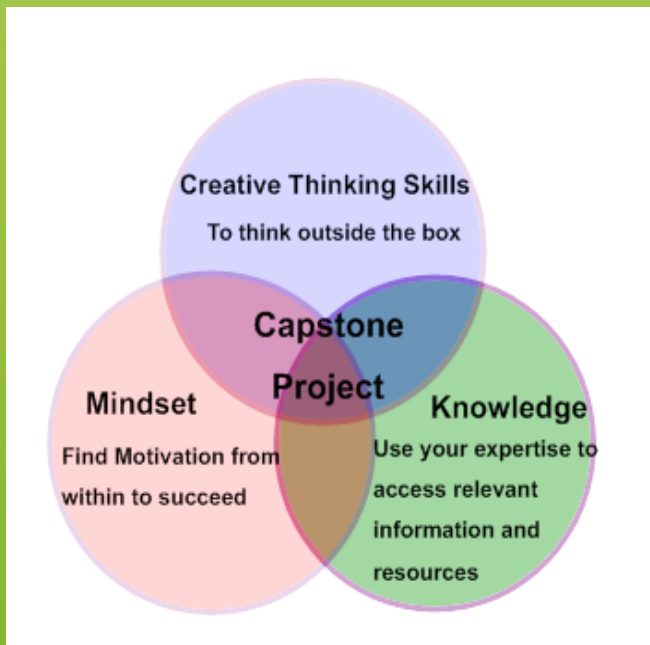 Creative Thinking Skills
To think outside the box
Capstone
Project
Mindset
Find Motivation from
within to succeed
Knowledge
Use your expertise to
access relevant
information and
resources